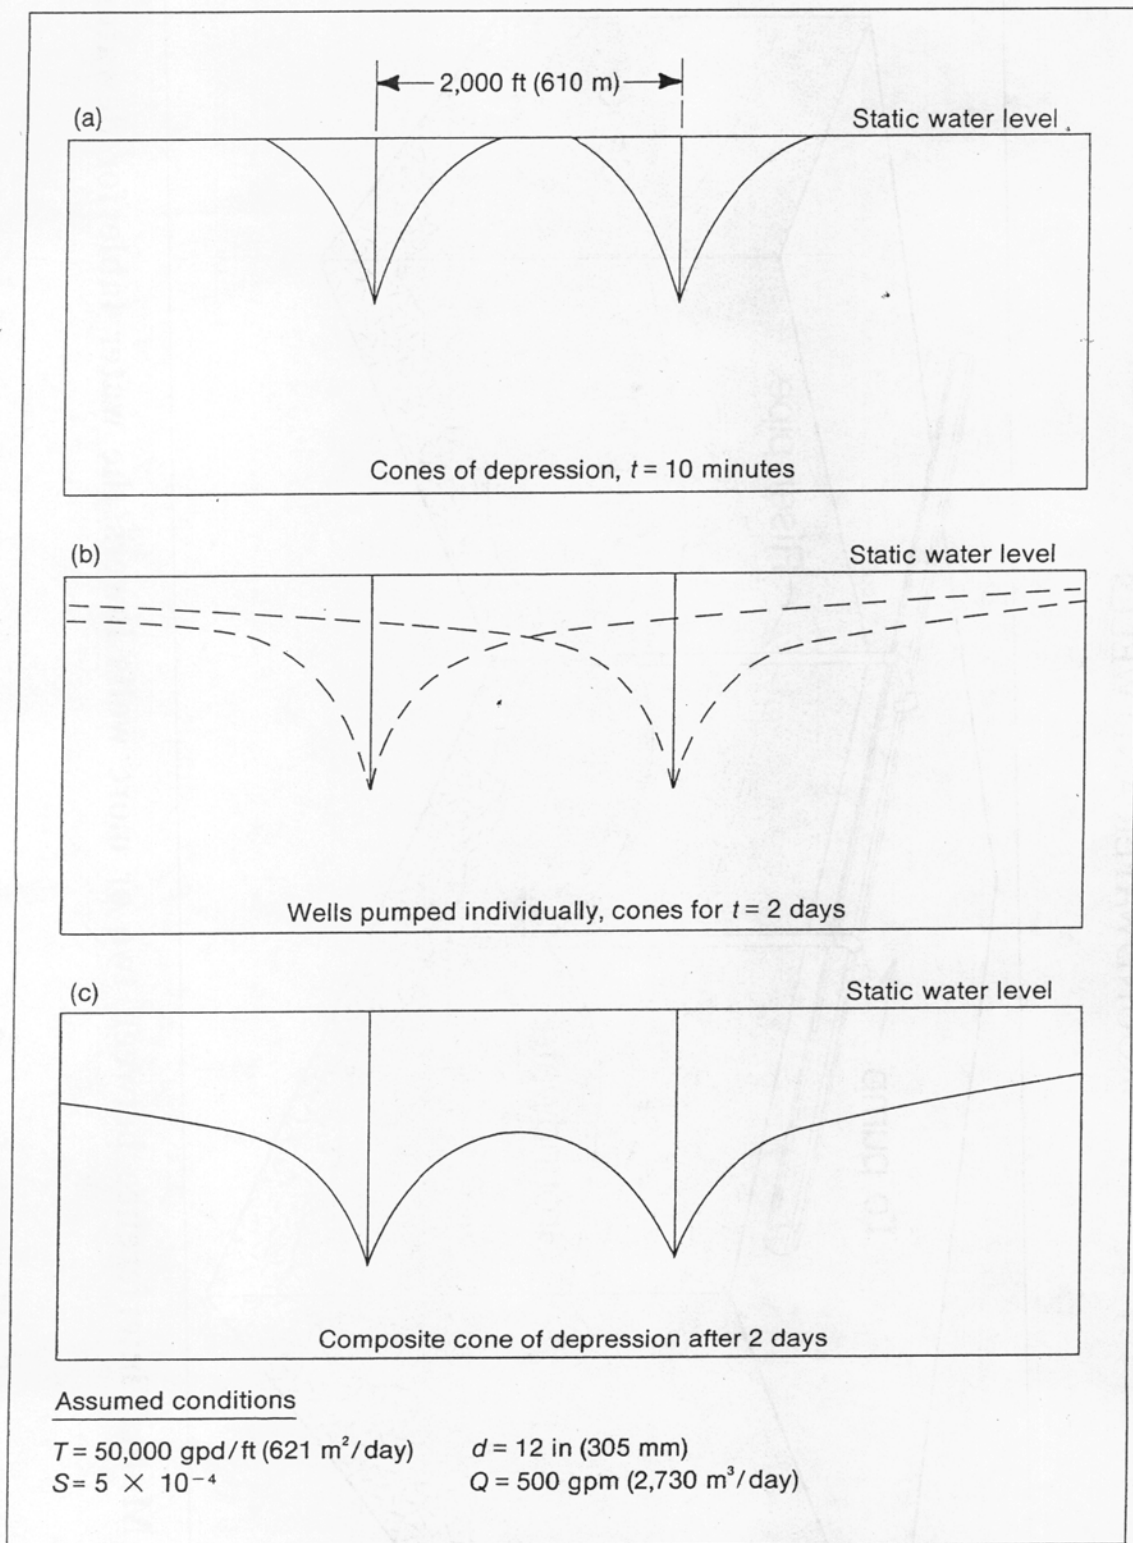 2,000 ft (610 m)
(a)
Static water level
Cones of depression, t = 10 minutes
(b)
Static water level
Wells pumped individually, cones for t = 2 days
(c)
Static water level
Composite cone of depression after 2 days
Assumed conditions
T = 50,000 gpd/ft (621 m²/day)
d = 12 in (305 mm)
S = 5 × 10⁻⁴
Q = 500 gpm (2,730 m³/day)